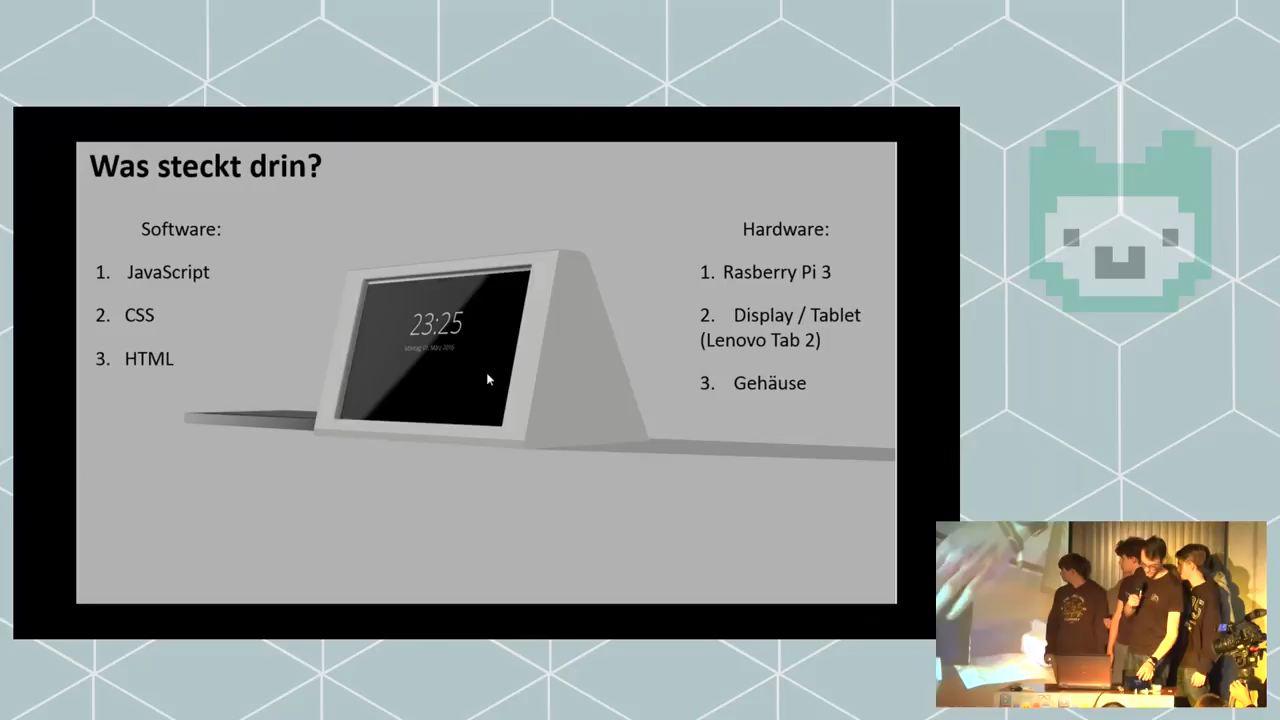 Was steckt drin?
Software:
1. JavaScript
2. CSS
3. HTML
23:25
Hardware:
1. Rasberry Pi 3
2. Display / Tablet
(Lenovo Tab 2)
3. Gehäuse